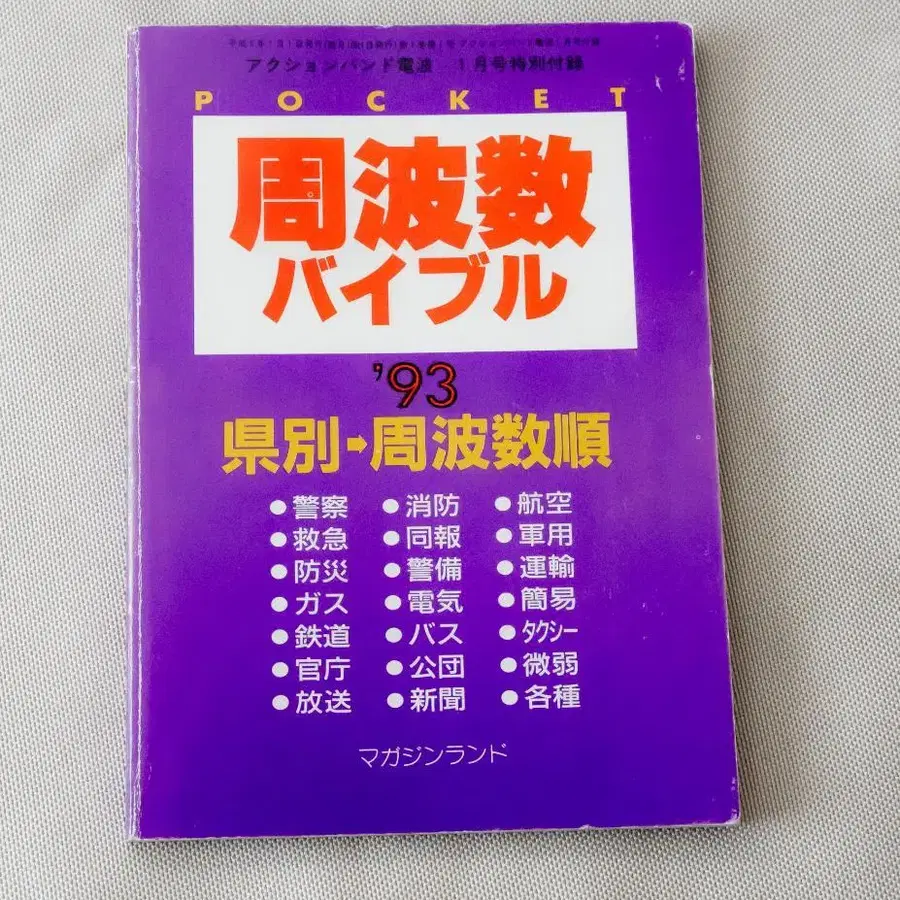 アクションバンド電波 1月号特別付録
POCKET
周波数
バイブル
'93
県別➡周波数順
●警察 ●消防 ●航空
●救急 ●同報 ●軍用
●防災 ●警備 ●運輸
●ガス ●電気 ●簡易
●鉄道 ●バス ●タクシー
●官庁 ●公団 ●微弱
●放送 ●新聞 ●各種
マガジンランド